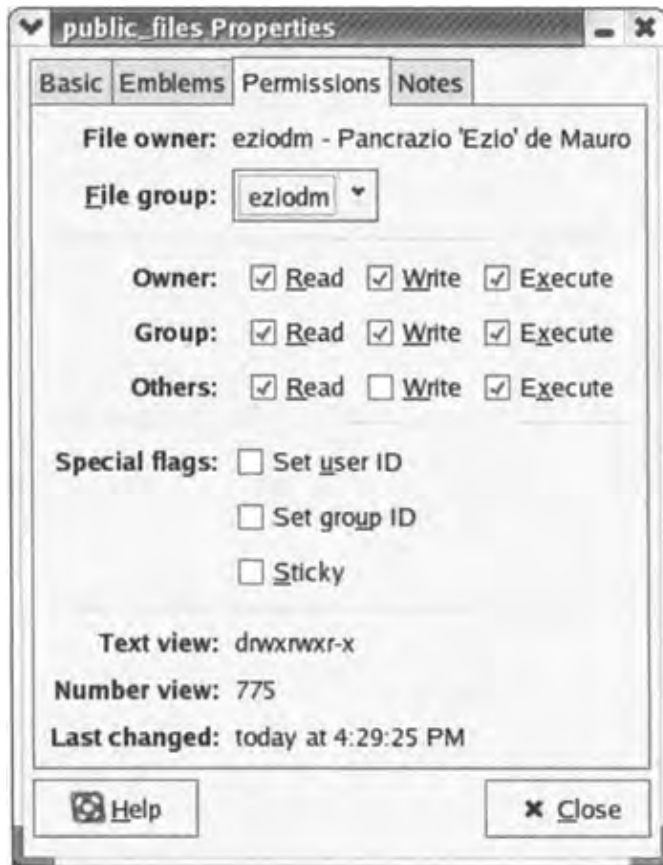 public_files Properties
Basic Emblems Permissions Notes
File owner: eziodm - Pancrazio 'Ezio' de Mauro
File group: eziodm
Owner: Read Write Execute
Group: Read Write Execute
Others: Read Write Execute
Special flags: Set user ID
Set group ID
Sticky
Text view: drwxrwxr-x
Number view: 775
Last changed: today at 4:29:25 PM
Help Close